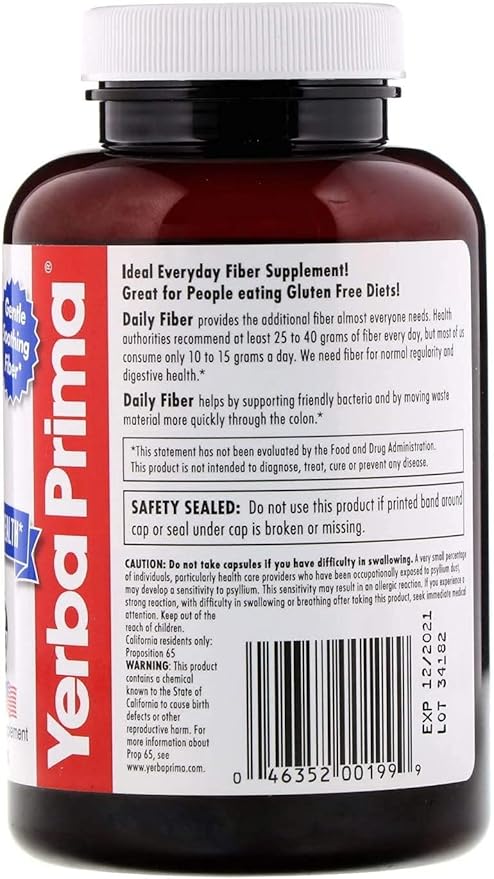 Gentle
Soothing
Fiber*
Yerba Prima®
Ideal Everyday Fiber Supplement!
Great for People eating Gluten Free Diets!
Daily Fiber provides the additional fiber almost everyone needs. Health
authorities recommend at least 25 to 40 grams of fiber every day, but most of us
consume only 10 to 15 grams a day. We need fiber for normal regularity and
digestive health.*
Daily Fiber helps by supporting friendly bacteria and by moving waste
material more quickly through the colon.*
*This statement has not been evaluated by the Food and Drug Administration.
This product is not intended to diagnose, treat, cure or prevent any disease.
SAFETY SEALED: Do not use this product if printed band around
cap or seal under cap is broken or missing.
CAUTION: Do not take capsules if you have difficulty in swallowing. A very small percentage
of individuals, particularly health care providers who have been occupationally exposed to psyllium dust,
may develop a sensitivity to psyllium. This sensitivity may result in an allergic reaction. If you experience a
strong reaction, with difficulty in swallowing or breathing after taking this product, seek immediate medical
attention. Keep out of the
reach of children.
California residents only:
Proposition 65
WARNING: This product
contains a chemical
known to the State of
California to cause birth
defects or other
reproductive harm. For
more information about
Prop 65, see
www.yerbaprima.com.
0 46352 00199 9
EXP 12/2021
LOT 34182